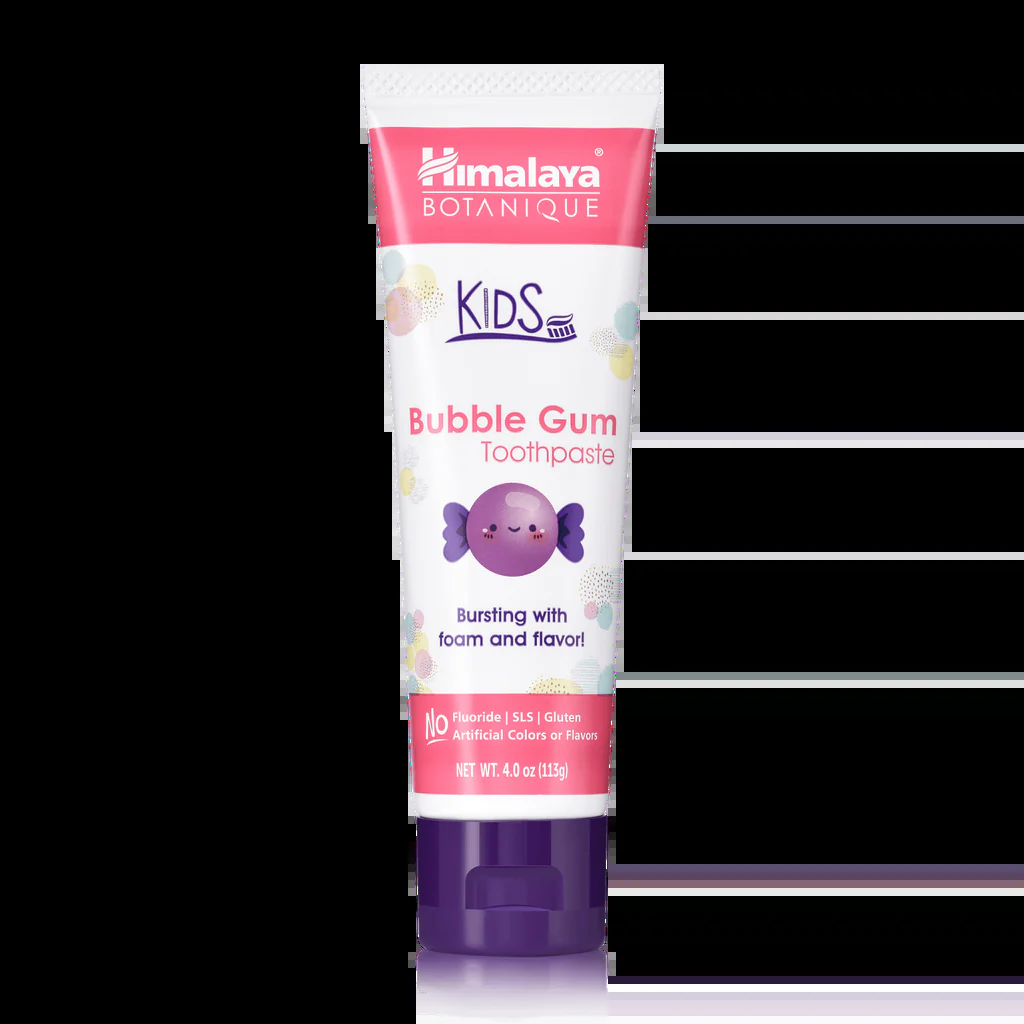 Himalaya®
BOTANIQUE
KIDS
Bubble Gum
Toothpaste
Bursting with
foam and flavor!
No Fluoride | SLS | Gluten
Artificial Colors or Flavors
NET WT. 4.0 oz (113g)